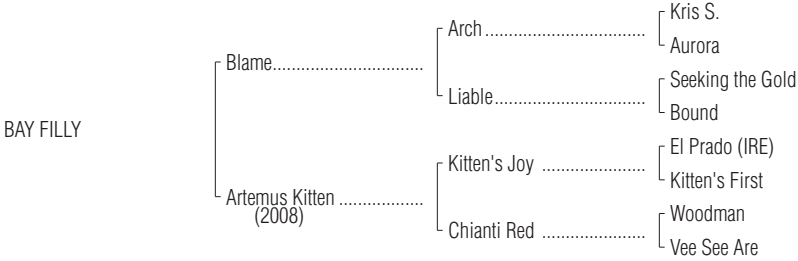 Kris S.
Arch ................................
Aurora
Blame..............................
Seeking the Gold
Liable..............................
Bound
BAY FILLY
El Prado (IRE)
Kitten's Joy .....................
Kitten's First
Artemus Kitten .................
(2008)
Woodman
Chianti Red .....................
Vee See Are